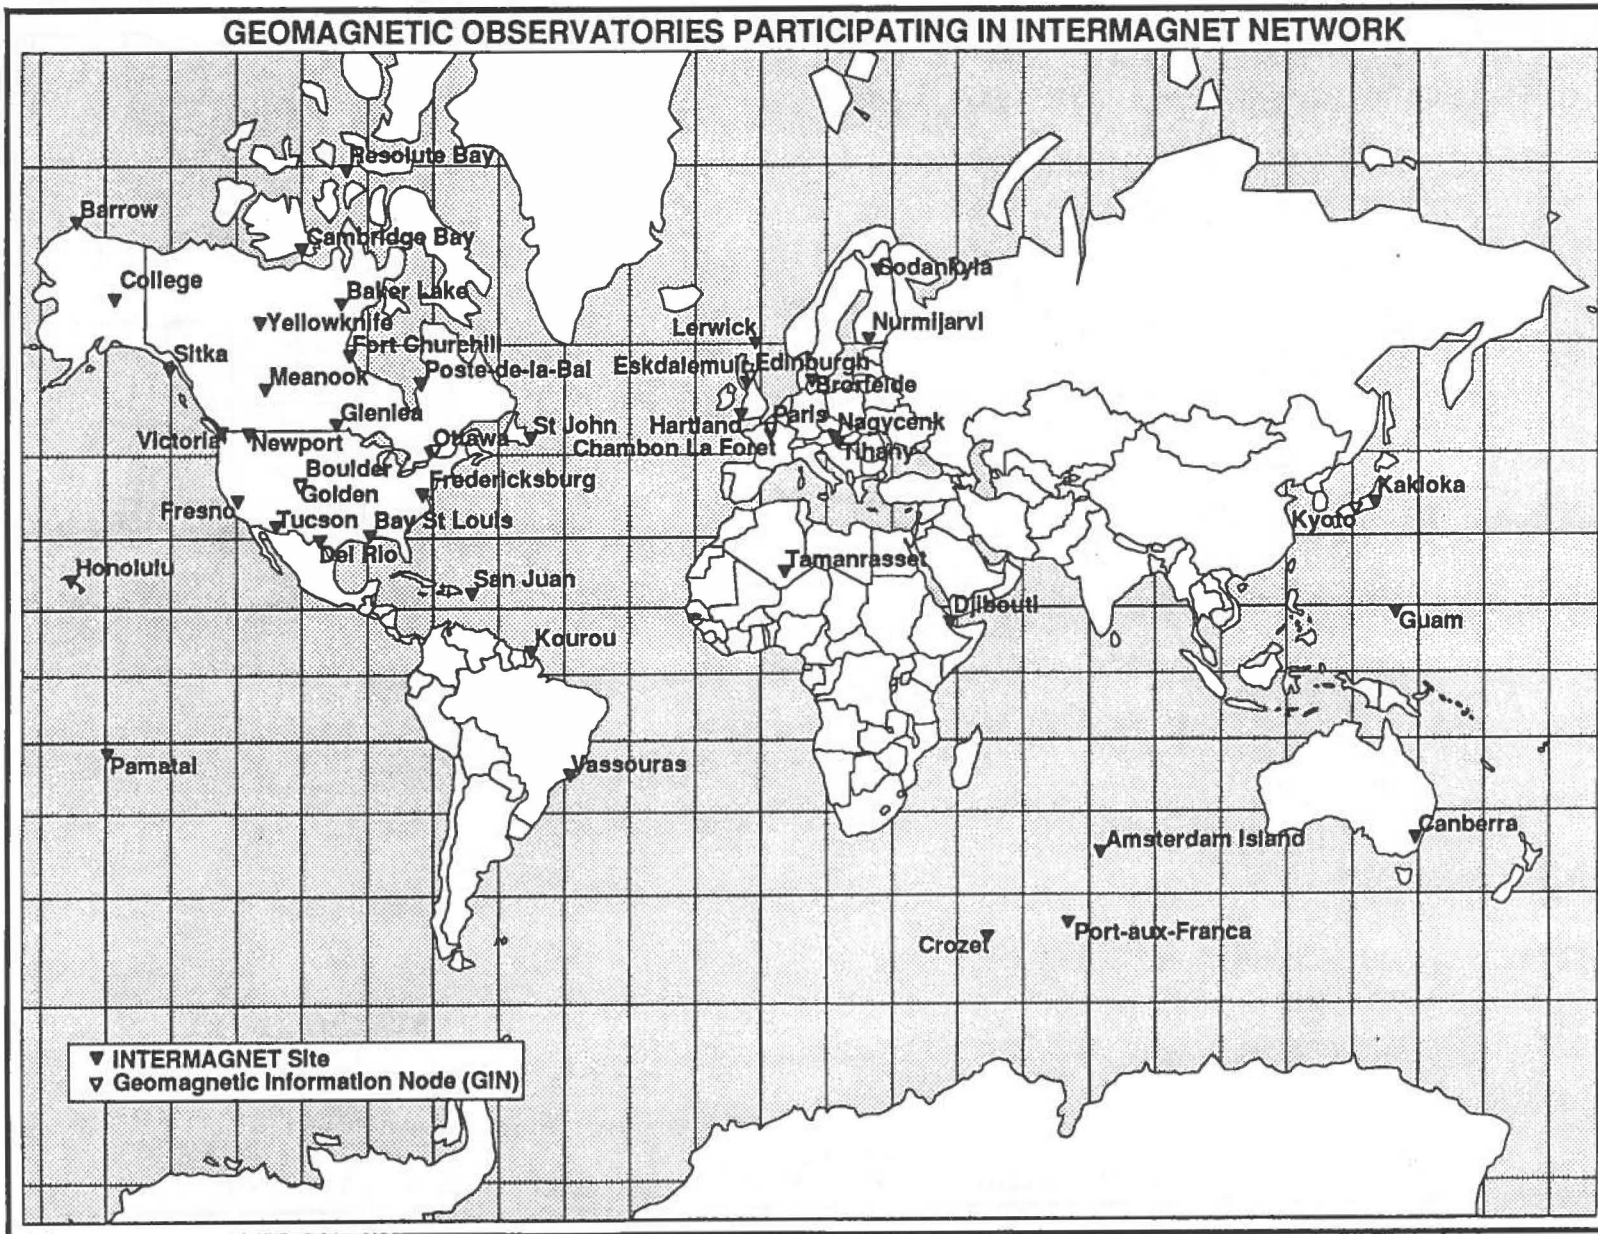 GEOMAGNETIC OBSERVATORIES PARTICIPATING IN INTERMAGNET NETWORK
Resolute Bay
Barrow
Cambridge Bay
College
Baker Lake
Yellowknife
Sodankyla
Nurmijarvi
Lerwick
Fort Churchill
Sitka
Poste-de-la-Bal
Meanook
Eskdalemuir
Edinburgh
Brorfelde
Glenlea
St John
Hartland
Paris
Nagycenk
Victoria
Newport
Ottawa
Chambon La Foret
Tihany
Boulder
Golden
Fredericksburg
Kakioka
Fresno
Tucson
Bay St Louis
Kyoto
Del Rio
Honolulu
San Juan
Tamanrasset
Djibouti
Guam
Kourou
Pamatal
Vassouras
Canberra
Amsterdam Island
Port-aux-Franca
Crozet
INTERMAGNET Site
Geomagnetic Information Node (GIN)